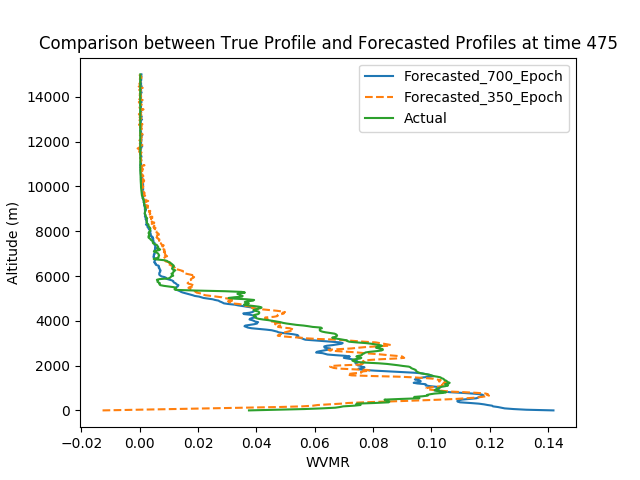 Comparison between True Profile and Forecasted Profiles at time 475
Forecasted_700_Epoch
Forecasted_350_Epoch
Actual
Altitude (m)
14000
12000
10000
8000
6000
4000
2000
0
−0.02 0.00 0.02 0.04 0.06 0.08 0.10 0.12 0.14
WVMR